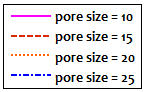 pore size = 10
pore size = 15
pore size = 20
pore size = 25